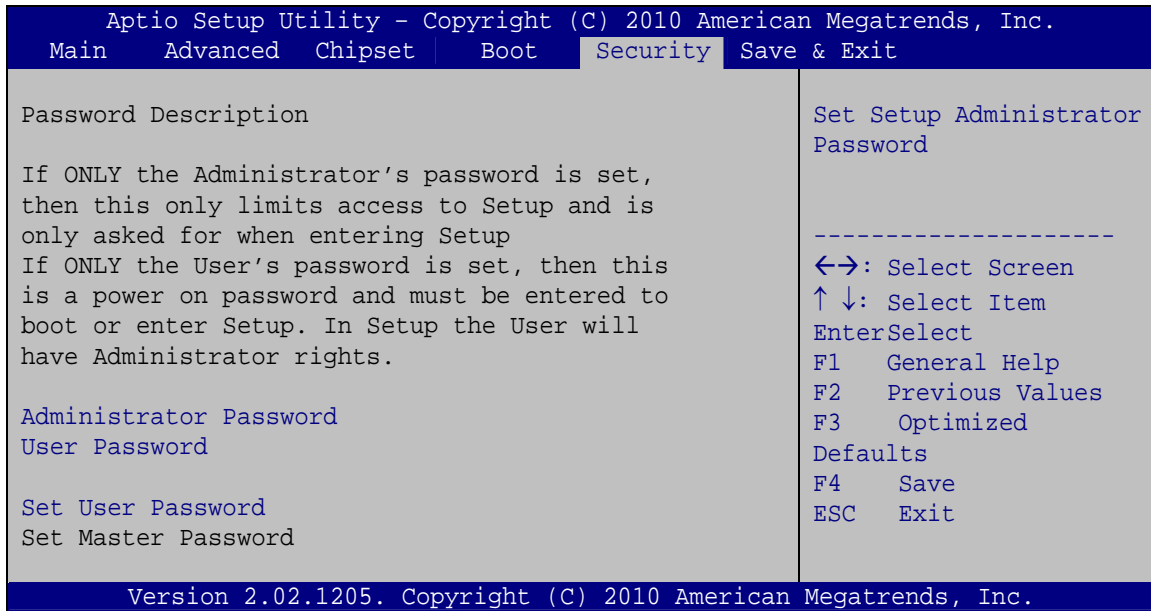 Aptio Setup Utility – Copyright (C) 2010 American Megatrends, Inc.
Main Advanced Chipset Boot Security Save & Exit
Password Description
If ONLY the Administrator’s password is set,
then this only limits access to Setup and is
only asked for when entering Setup
If ONLY the User’s password is set, then this
is a power on password and must be entered to
boot or enter Setup. In Setup the User will
have Administrator rights.
Administrator Password
User Password
Set User Password
Set Master Password
Set Setup Administrator
Password
---------------------
←→: Select Screen
↑ ↓: Select Item
EnterSelect
F1 General Help
F2 Previous Values
F3 Optimized
Defaults
F4 Save
ESC Exit
Version 2.02.1205. Copyright (C) 2010 American Megatrends, Inc.